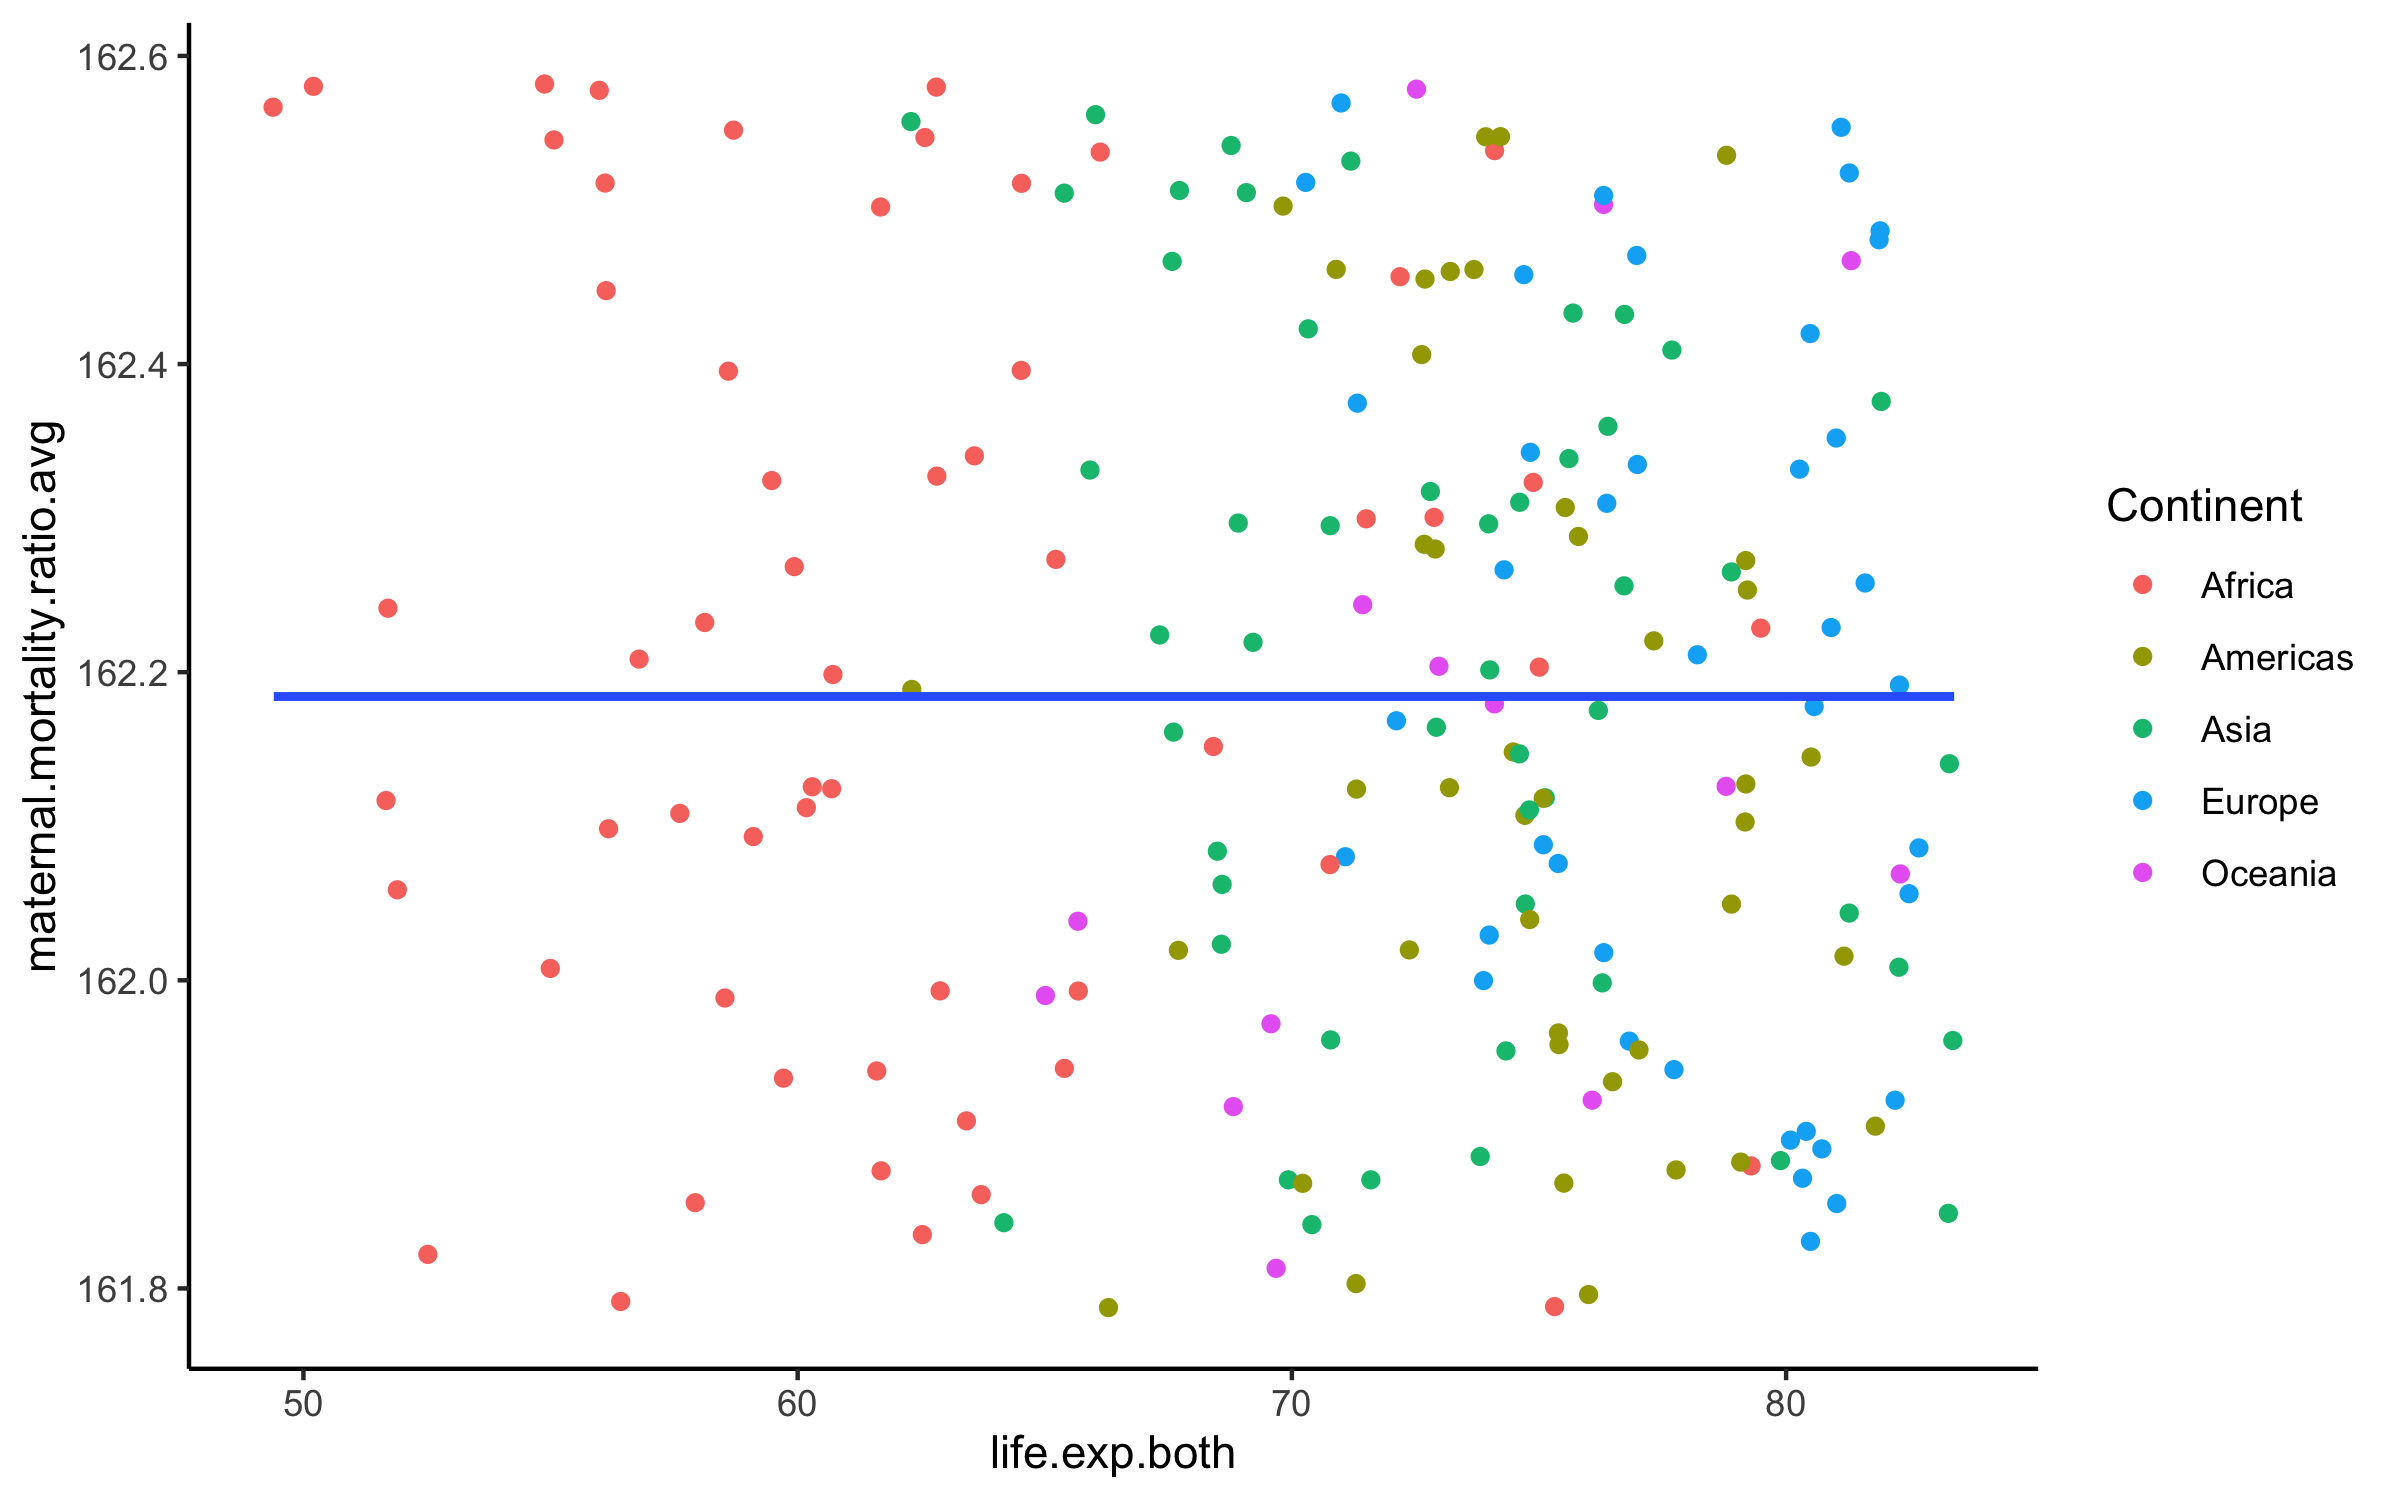 maternal.mortality.ratio.avg
162.6
162.4
162.2
162.0
161.8
50 60 70 80
life.exp.both
Continent
Africa
Americas
Asia
Europe
Oceania